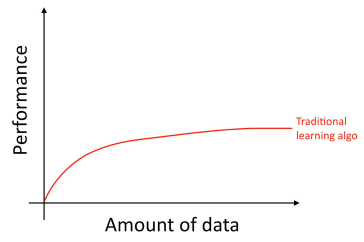 Performance
Traditional
learning algo
Amount of data